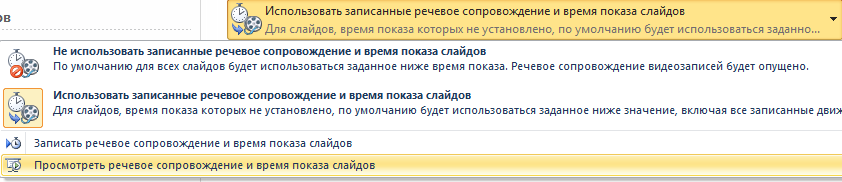 ов
Использовать записанные речевое сопровождение и время показа слайдов
Для слайдов, время показа которых не установлено, по умолчанию будет использоваться заданно...
Не использовать записанные речевое сопровождение и время показа слайдов
По умолчанию для всех слайдов будет использоваться заданное ниже время показа. Речевое сопровождение видеозаписей будет опущено.
Использовать записанные речевое сопровождение и время показа слайдов
Для слайдов, время показа которых не установлено, по умолчанию будет использоваться заданное ниже значение, включая все записанные движ
Записать речевое сопровождение и время показа слайдов
Просмотреть речевое сопровождение и время показа слайдов